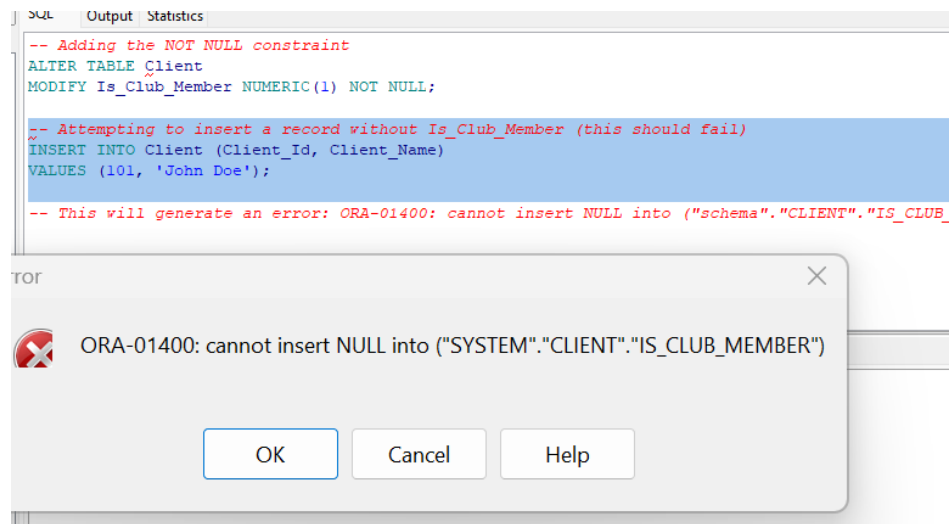 SQL Output Statistics
-- Adding the NOT NULL constraint
ALTER TABLE Client
MODIFY Is_Club_Member NUMERIC(1) NOT NULL;
-- Attempting to insert a record without Is_Club_Member (this should fail)
INSERT INTO Client (Client_Id, Client_Name)
VALUES (101, 'John Doe');
-- This will generate an error: ORA-01400: cannot insert NULL into ("schema"."CLIENT"."IS_CLUB_
ror
ORA-01400: cannot insert NULL into ("SYSTEM"."CLIENT"."IS_CLUB_MEMBER")
OK Cancel Help